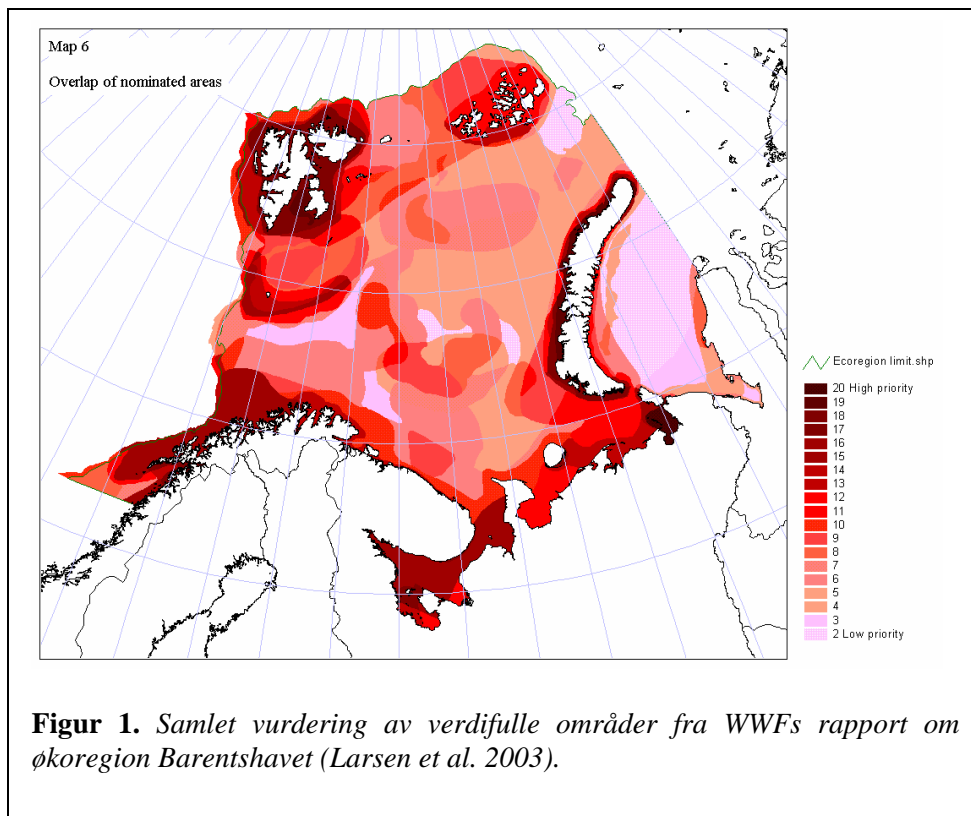 Map 6
Overlap of nominated areas
Ecoregion limit.shp
20 High priority
19
18
17
16
15
14
13
12
11
10
9
8
7
6
5
4
3
2 Low priority
Figur 1. Samlet vurdering av verdifulle områder fra WWFs rapport om
økoregion Barentshavet (Larsen et al. 2003).